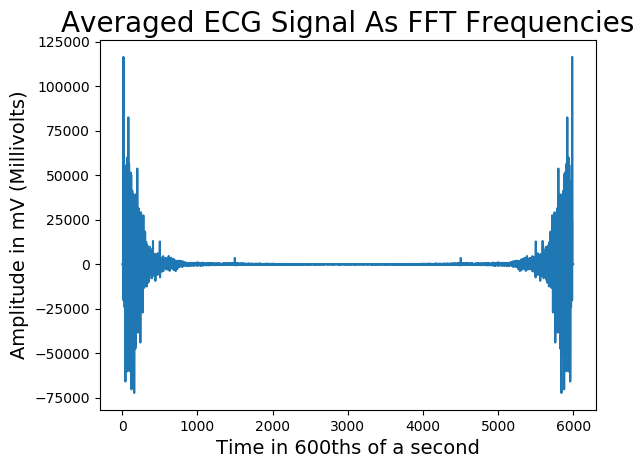 Averaged ECG Signal As FFT Frequencies
Amplitude in mV (Millivolts)
125000
100000
75000
50000
25000
0
−25000
−50000
−75000
0 1000 2000 3000 4000 5000 6000
Time in 600ths of a second